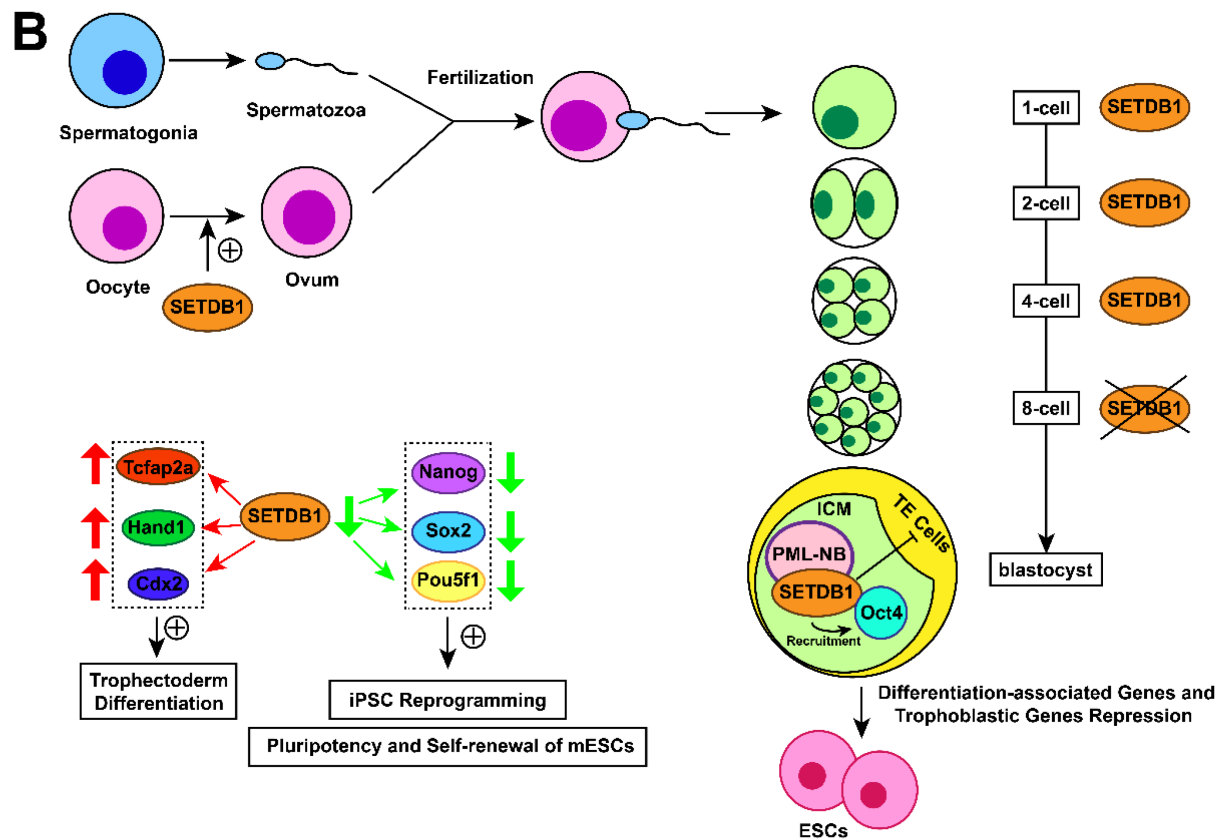 B
Spermatogonia
Spermatozoa
Fertilization
Oocyte
SETDB1
Ovum
1-cell
SETDB1
2-cell
SETDB1
4-cell
SETDB1
8-cell
SETDB1
blastocyst
Tcfap2a
Hand1
Cdx2
SETDB1
Nanog
Sox2
Pou5f1
Trophectoderm
Differentiation
iPSC Reprogramming
Pluripotency and Self-renewal of mESCs
ICM
TE Cells
PML-NB
SETDB1
Oct4
Recruitment
Differentiation-associated Genes and
Trophoblastic Genes Repression
ESCs